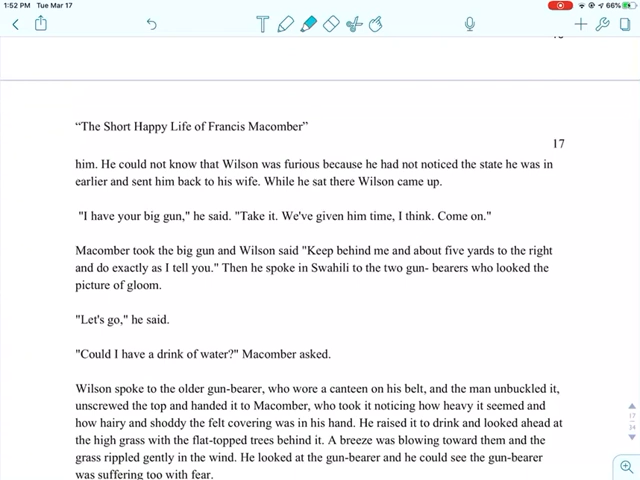 1:52 PM Tue Mar 17
66%
T
“The Short Happy Life of Francis Macomber”
17
him. He could not know that Wilson was furious because he had not noticed the state he was in
earlier and sent him back to his wife. While he sat there Wilson came up.
"I have your big gun," he said. "Take it. We've given him time, I think. Come on."
Macomber took the big gun and Wilson said "Keep behind me and about five yards to the right
and do exactly as I tell you." Then he spoke in Swahili to the two gun- bearers who looked the
picture of gloom.
"Let's go," he said.
"Could I have a drink of water?" Macomber asked.
Wilson spoke to the older gun-bearer, who wore a canteen on his belt, and the man unbuckled it,
unscrewed the top and handed it to Macomber, who took it noticing how heavy it seemed and
how hairy and shoddy the felt covering was in his hand. He raised it to drink and looked ahead at
the high grass with the flat-topped trees behind it. A breeze was blowing toward them and the
grass rippled gently in the wind. He looked at the gun-bearer and he could see the gun-bearer
was suffering too with fear.
17
34